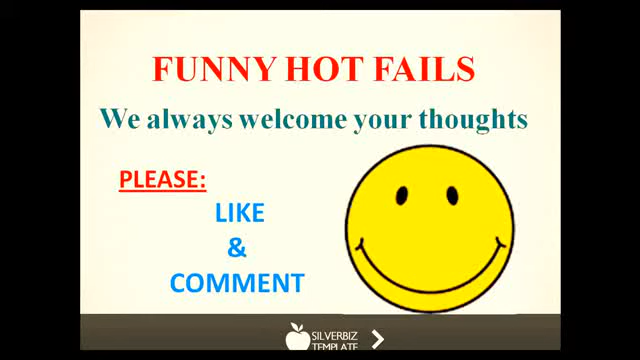 FUNNY HOT FAILS
We always welcome your thoughts
PLEASE:
LIKE
&
COMMENT
SILVERBIZ
TEMPLATE